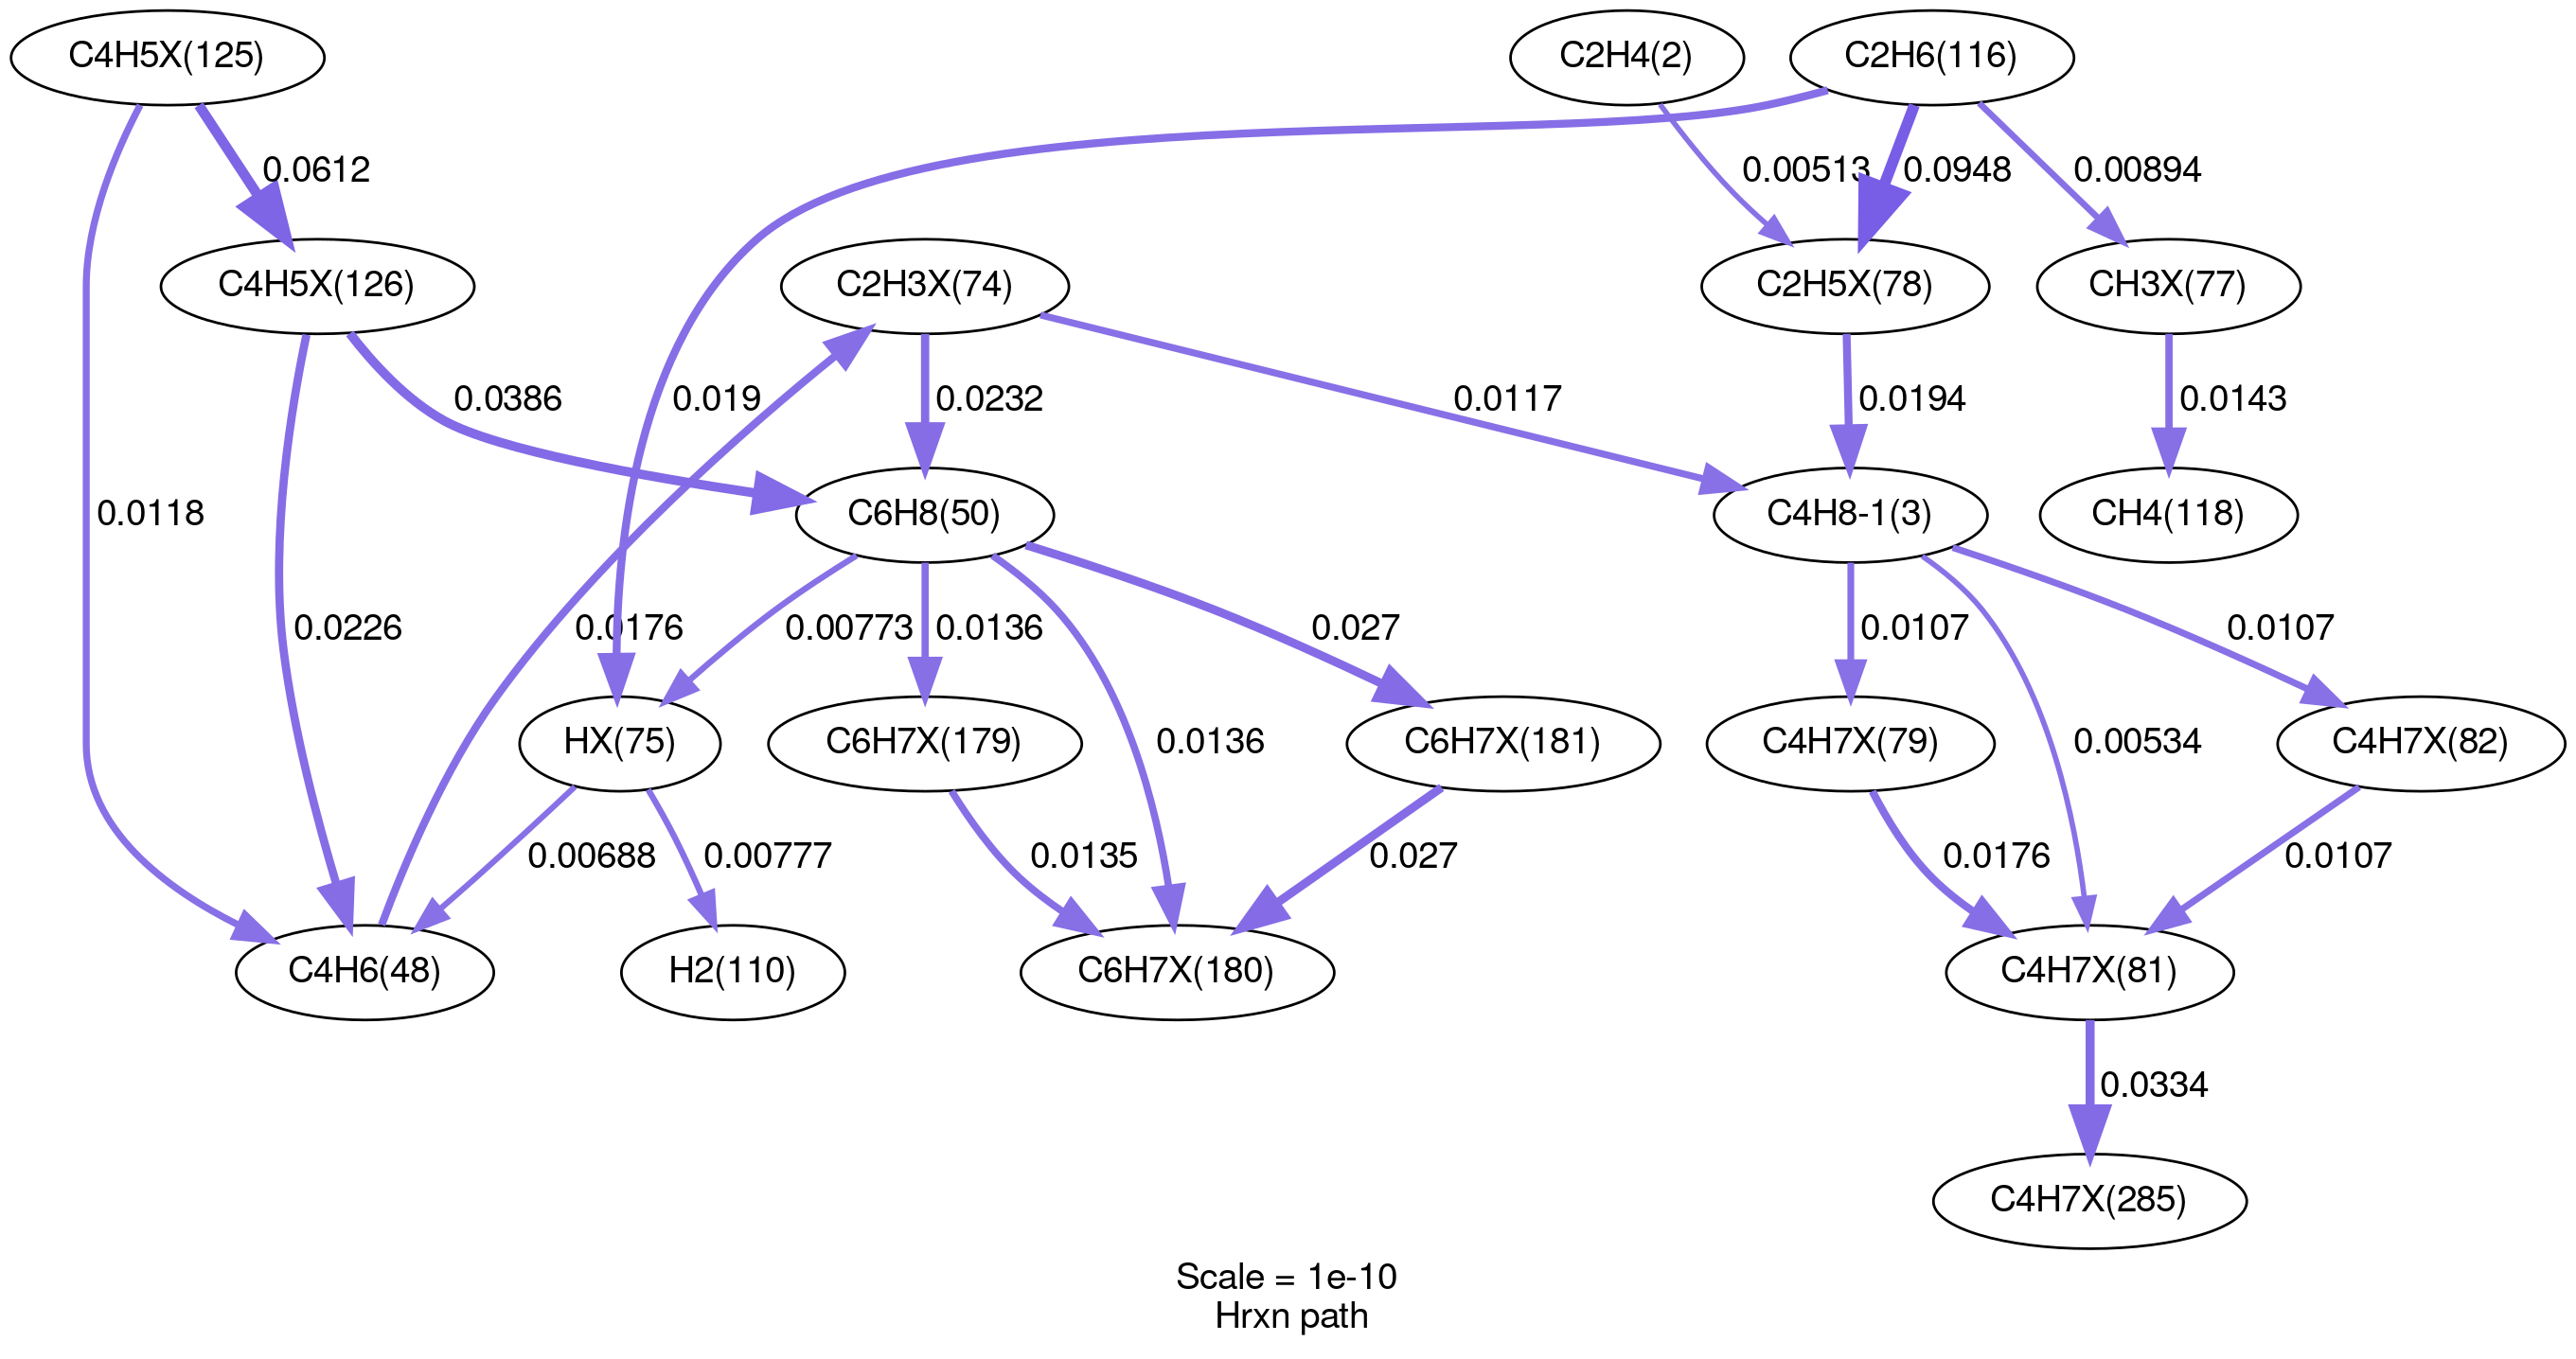 C4H5X(125)
C2H4(2)
C2H6(116)
0.0612
0.00513
0.0948
0.00894
C4H5X(126)
C2H3X(74)
C2H5X(78)
CH3X(77)
0.0386
0.019
0.0232
0.0117
0.0194
0.0143
0.0118
C6H8(50)
C4H8-1(3)
CH4(118)
0.0226
0.0176
0.00773
0.0136
0.027
0.0107
0.0107
HX(75)
C6H7X(179)
0.0136
C6H7X(181)
C4H7X(79)
0.00534
C4H7X(82)
0.00688
0.00777
0.0135
0.027
0.0176
0.0107
C4H6(48)
H2(110)
C6H7X(180)
C4H7X(81)
0.0334
C4H7X(285)
Scale = 1e-10
Hrxn path